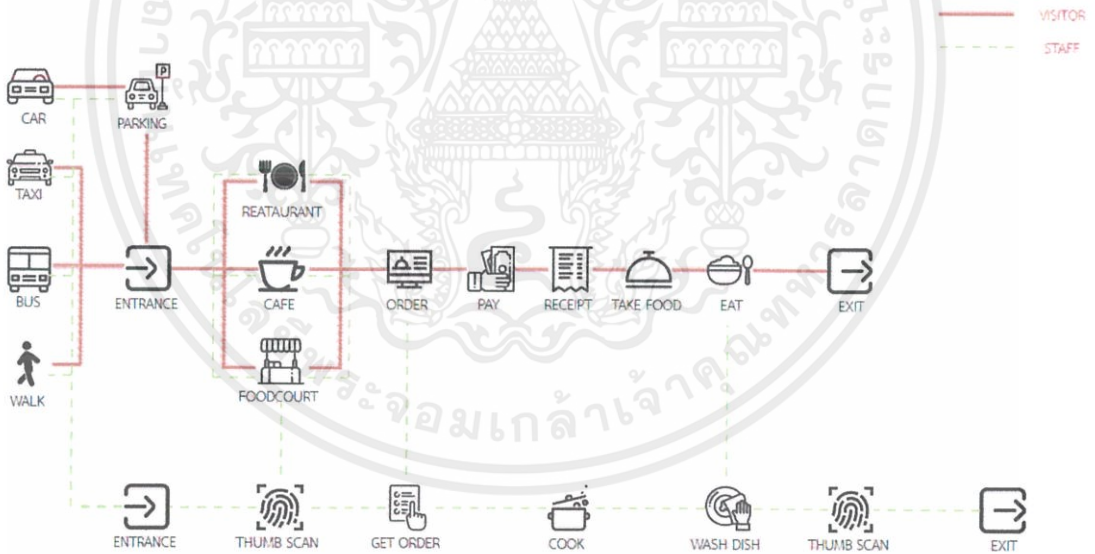 VISITOR
STAFF
CAR
PARKING
P
TAXI
REATAURANT
BUS
ENTRANCE
CAFE
ORDER
PAY
RECEIPT
TAKE FOOD
EAT
EXIT
WALK
FOODCOURT
ENTRANCE
THUMB SCAN
GET ORDER
COOK
WASH DISH
THUMB SCAN
EXIT